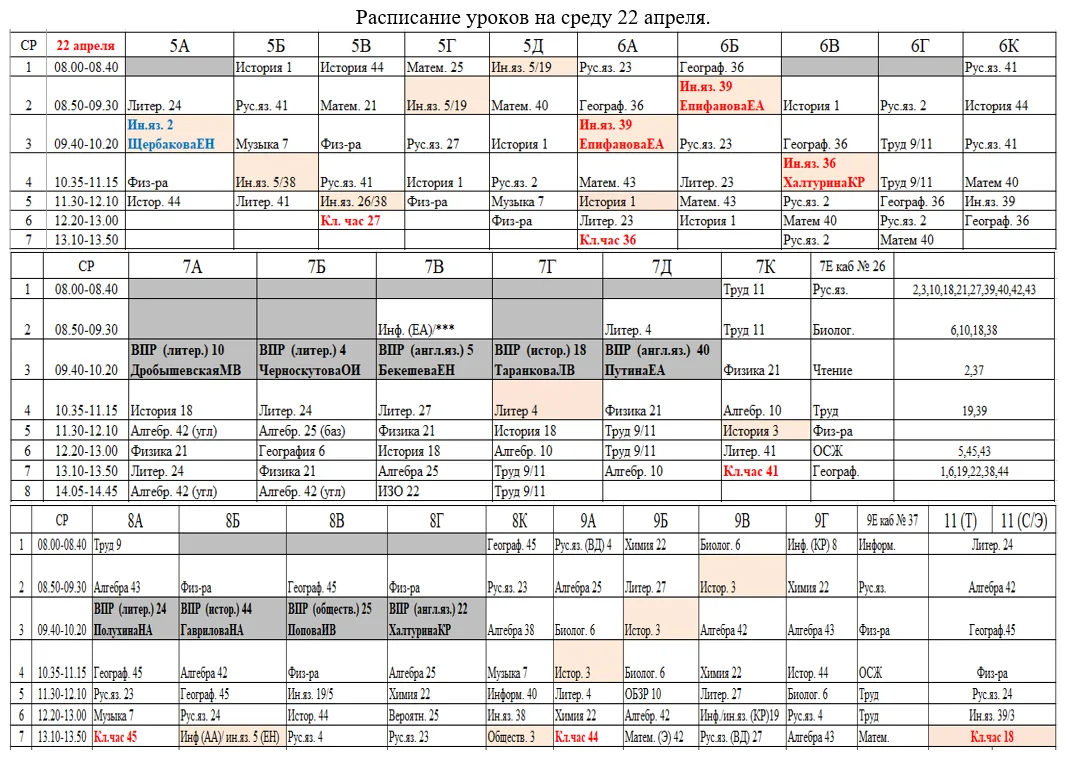 Расписание уроков на среду 22 апреля.
СР 22 апреля 5А 5Б 5В 5Г 5Д 6А 6Б 6В 6Г 6К
1 08.00-08.40 История 1 История 44 Матем. 25 Ин.яз. 5/19 Рус.яз. 23 Географ. 36 Рус.яз. 41
Ин.яз. 39
2 08.50-09.30 Литер. 24 Рус.яз. 41 Матем. 21 Ин.яз. 5/19 Матем. 40 Географ. 36 ЕпифановаЕА История 1 Рус.яз. 2 История 44
Ин.яз. 2 Ин.яз. 39
3 09.40-10.20 ЩербаковаЕН Музыка 7 Физ-ра Рус.яз. 27 История 1 ЕпифановаЕА Рус.яз. 23 Географ. 36 Труд 9/11 Рус.яз. 41
Ин.яз. 36
4 10.35-11.15 Физ-ра Ин.яз. 5/38 Рус.яз. 41 История 1 Рус.яз. 2 Матем. 43 Литер. 23 ХалтуринаКР Труд 9/11 Матем 40
5 11.30-12.10 Истор. 44 Литер. 41 Ин.яз. 26/38 Физ-ра Музыка 7 История 1 Матем. 43 Рус.яз. 2 Географ. 36 Ин.яз. 39
6 12.20-13.00 Кл. час 27 Физ-ра Литер. 23 История 1 Матем 40 Рус.яз. 2 Географ. 36
7 13.10-13.50 Кл.час 36 Рус.яз. 2 Матем 40
СР 7А 7Б 7В 7Г 7Д 7К 7Е каб № 26
1 08.00-08.40 Труд 11 Рус.яз. 2,3,10,18,21,27,39,40,42,43
2 08.50-09.30 Инф. (ЕА)/*** Литер. 4 Труд 11 Биолог. 6,10,18,38
ВПР (литер.) 10 ВПР (литер.) 4 ВПР (англ.яз.) 5 ВПР (истор.) 18 ВПР (англ.яз.) 40
3 09.40-10.20 ДробышевскаяМВ ЧерноскутоваОИ БекешеваЕН ТаранковаЛВ ПутинаЕА Физика 21 Чтение 2,37
4 10.35-11.15 История 18 Литер. 24 Литер. 27 Литер 4 Физика 21 Алгебр. 10 Труд 19,39
5 11.30-12.10 Алгебр. 42 (угл) Алгебр. 25 (баз) Физика 21 История 18 Труд 9/11 История 3 Физ-ра
6 12.20-13.00 Физика 21 География 6 История 18 Алгебр. 10 Труд 9/11 Литер. 41 ОСЖ 5,45,43
7 13.10-13.50 Литер. 24 Физика 21 Алгебра 25 Труд 9/11 Алгебр. 10 Кл.час 41 Географ. 1,6,19,22,38,44
8 14.05-14.45 Алгебр. 42 (угл) Алгебр. 42 (угл) ИЗО 22 Труд 9/11
СР 8А 8Б 8В 8Г 8К 9А 9Б 9В 9Г 9Е каб № 37 11 (Т) 11 (С/Э)
1 08.00-08.40 Труд 9 Географ. 45 Рус.яз. (ВД) 4 Химия 22 Биолог. 6 Инф. (КР) 8 Информ. Литер. 24
2 08.50-09.30 Алгебра 43 Физ-ра Географ. 45 Физ-ра Рус.яз. 23 Алгебра 25 Литер. 27 Истор. 3 Химия 22 Рус.яз. Алгебра 42
ВПР (литер.) 24 ВПР (истор.) 44 ВПР (обществ.) 25 ВПР (англ.яз.) 22
3 09.40-10.20 ПолухинаНА ГавриловаНА ПоповаИВ ХалтуринаКР Алгебра 38 Биолог. 6 Истор. 3 Алгебра 42 Алгебра 43 Физ-ра Географ.45
4 10.35-11.15 Географ. 45 Алгебра 42 Физ-ра Алгебра 25 Музыка 7 Истор. 3 Биолог. 6 Химия 22 Истор. 44 ОСЖ Физ-ра
5 11.30-12.10 Рус.яз. 23 Географ. 45 Ин.яз. 19/5 Химия 22 Информ. 40 Литер. 4 ОБЗР 10 Литер. 27 Биолог. 6 Труд Рус.яз. 24
6 12.20-13.00 Музыка 7 Рус.яз. 24 Истор. 44 Вероятн. 25 Ин.яз. 38 Химия 22 Алгебр. 42 Инф./ин.яз. (КР)19 Рус.яз. 4 Труд Ин.яз. 39/3
7 13.10-13.50 Кл.час 45 Инф (АА)/ ин.яз. 5 (ЕН) Рус.яз. 4 Рус.яз. 23 Обществ. 3 Кл.час 44 Матем. (Э) 42 Рус.яз. (ВД) 27 Алгебра 43 Матем. Кл.час 18